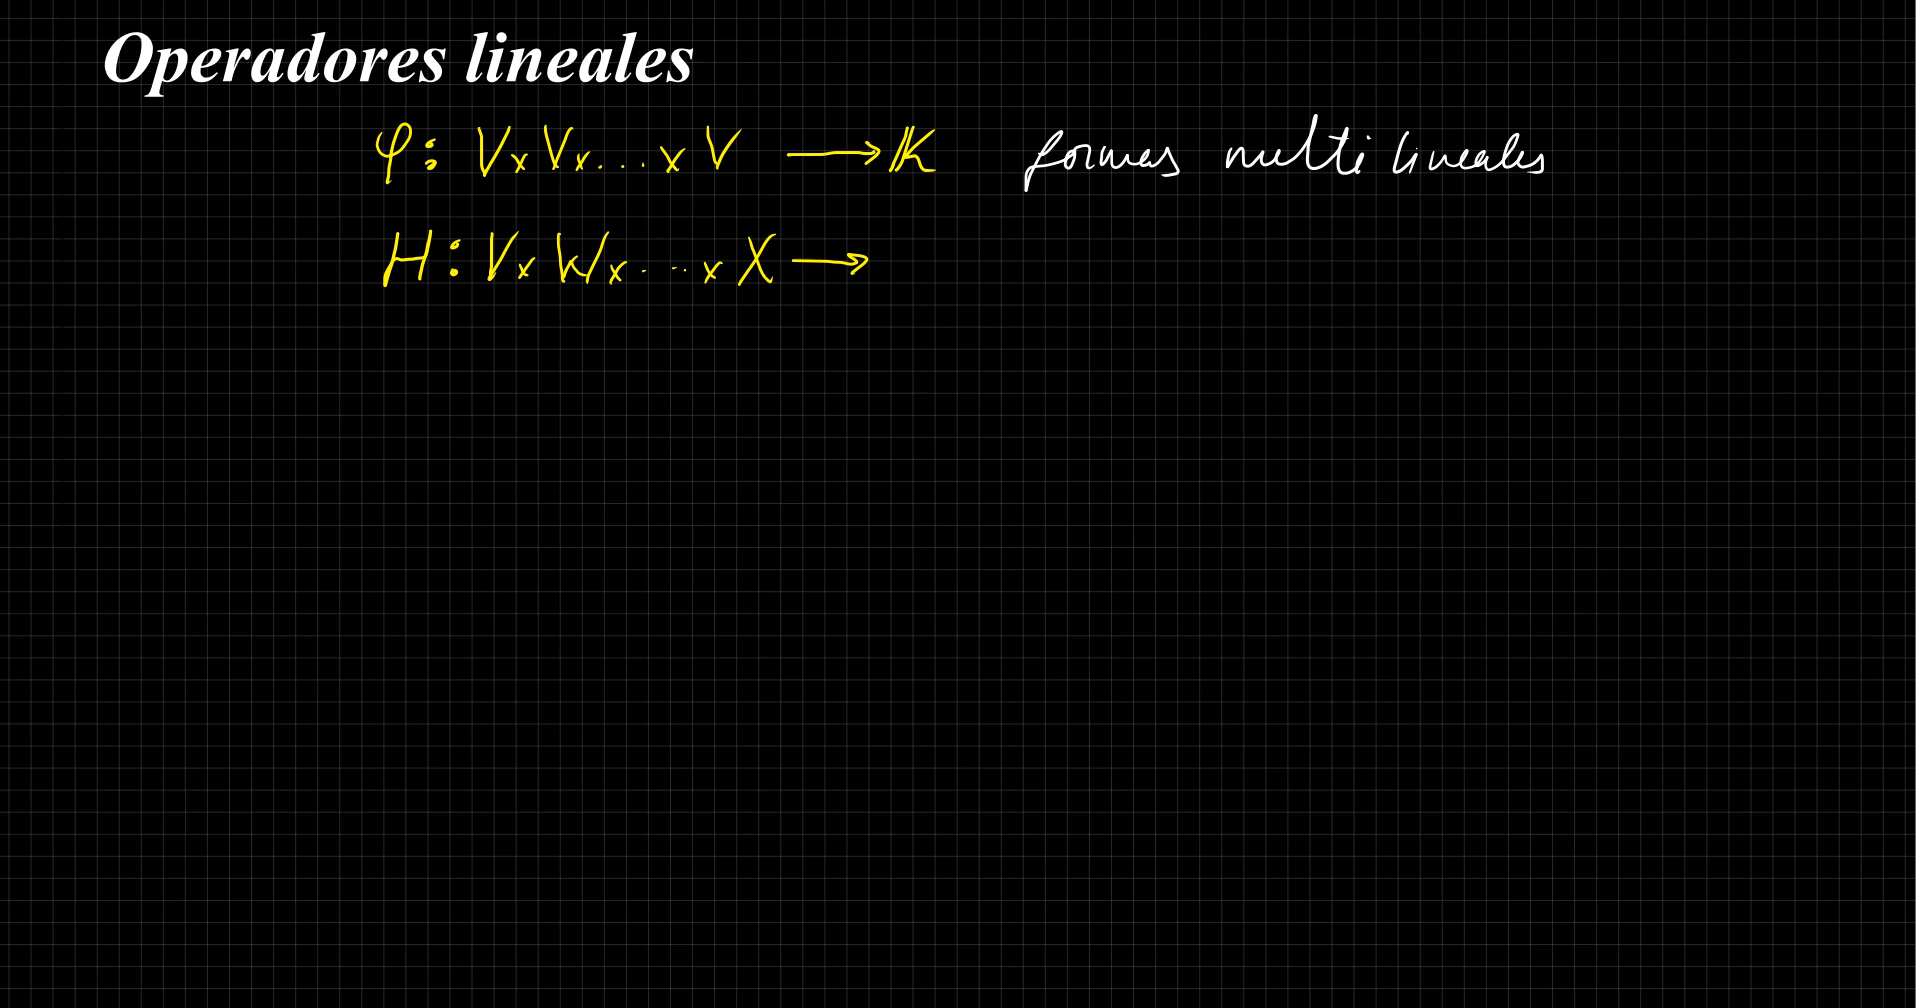 Operadores lineales
φ: V x V x ... x V ⟶ 𝕂 formas multilineales
H: V x W x ... x X ⟶